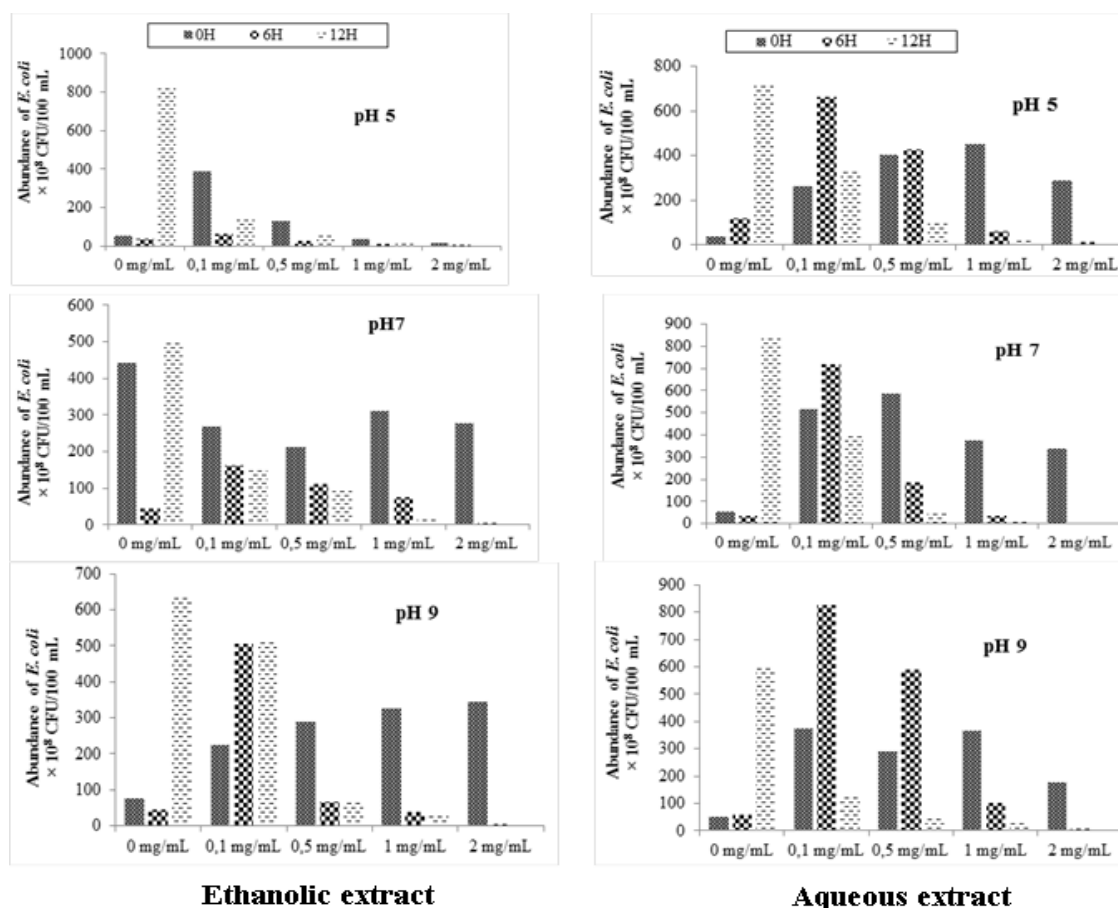 0H 6H 12H
Abundance of E. coli
× 10⁸ CFU/100 mL
1000
800
600
400
200
0
pH 5
0 mg/mL 0,1 mg/mL 0,5 mg/mL 1 mg/mL 2 mg/mL
0H 6H 12H
Abundance of E. coli
× 10⁸ CFU/100 mL
800
600
400
200
0
pH 5
0 mg/mL 0,1 mg/mL 0,5 mg/mL 1 mg/mL 2 mg/mL
Abundance of E. coli
× 10⁸ CFU/100 mL
600
500
400
300
200
100
0
pH7
0 mg/mL 0,1 mg/mL 0,5 mg/mL 1 mg/mL 2 mg/mL
Abundance of E. coli
× 10⁸ CFU/100 mL
900
800
700
600
500
400
300
200
100
0
pH 7
0 mg/mL 0,1 mg/mL 0,5 mg/mL 1 mg/mL 2 mg/mL
Abundance of E. coli
× 10⁸ CFU/100 mL
700
600
500
400
300
200
100
0
pH 9
0 mg/mL 0,1 mg/mL 0,5 mg/mL 1 mg/mL 2 mg/mL
Abundance of E. coli
× 10⁸ CFU/100 mL
900
800
700
600
500
400
300
200
100
0
pH 9
0 mg/mL 0,1 mg/mL 0,5 mg/mL 1 mg/mL 2 mg/mL
Ethanolic extract
Aqueous extract